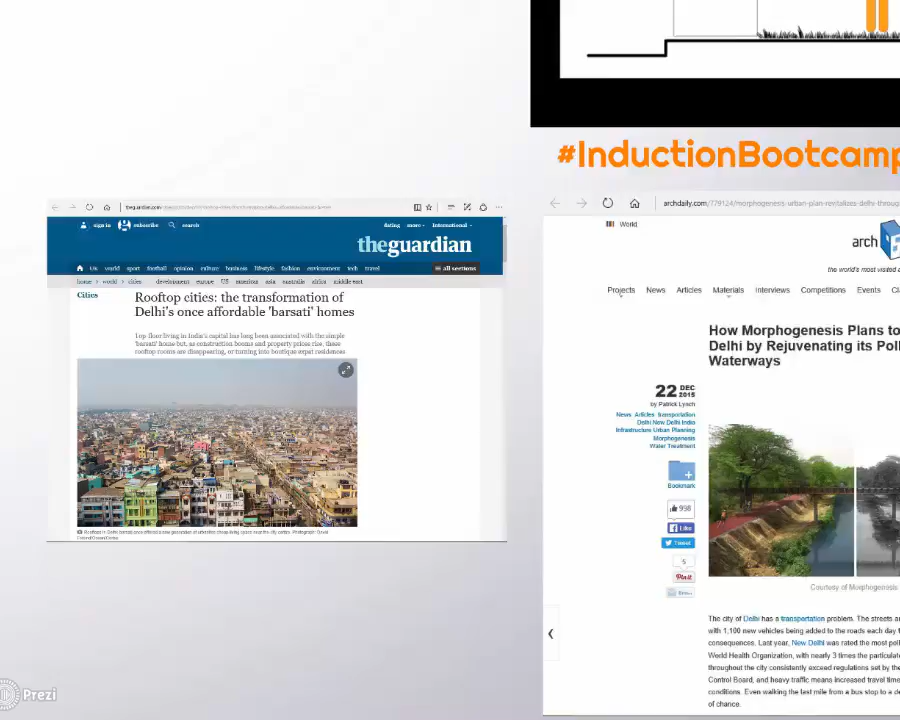 #InductionBootcamp
sign in subscribe search dating more International
theguardian
UK world sport football opinion culture business lifestyle fashion environment tech travel all sections
home world cities development europe US americas asia australia africa middle east
Cities
Rooftop cities: the transformation of
Delhi's once affordable 'barsati' homes
Top floor living in India's capital has long been associated with the simple
'barsati' home but, as construction booms and property prices rise, these
rooftop rooms are disappearing, or turning into boutique expat residences
archdaily.com/779124/morphogenesis-urban-plan-revitalizes-delhi-throug
World
arch
the world's most visited a
Projects News Articles Materials Interviews Competitions Events
How Morphogenesis Plans to
Delhi by Rejuvenating its Poll
Waterways
22 DEC
2015
by Patrick Lynch
News Articles transportation
Delhi New Delhi India
Infrastructure Urban Planning
Morphogenesis
Water Treatment
Bookmark
998
Like
Tweet
5
Pin it
Courtesy of Morphogenesis
The city of Delhi has a transportation problem. The streets a
with 1,100 new vehicles being added to the roads each day
consequences. Last year, New Delhi was rated the most poll
World Health Organization, with nearly 3 times the particulat
throughout the city consistently exceed regulations set by the
Control Board, and heavy traffic means increased travel time
conditions. Even walking the last mile from a bus stop to a de
of chance.
Prezi